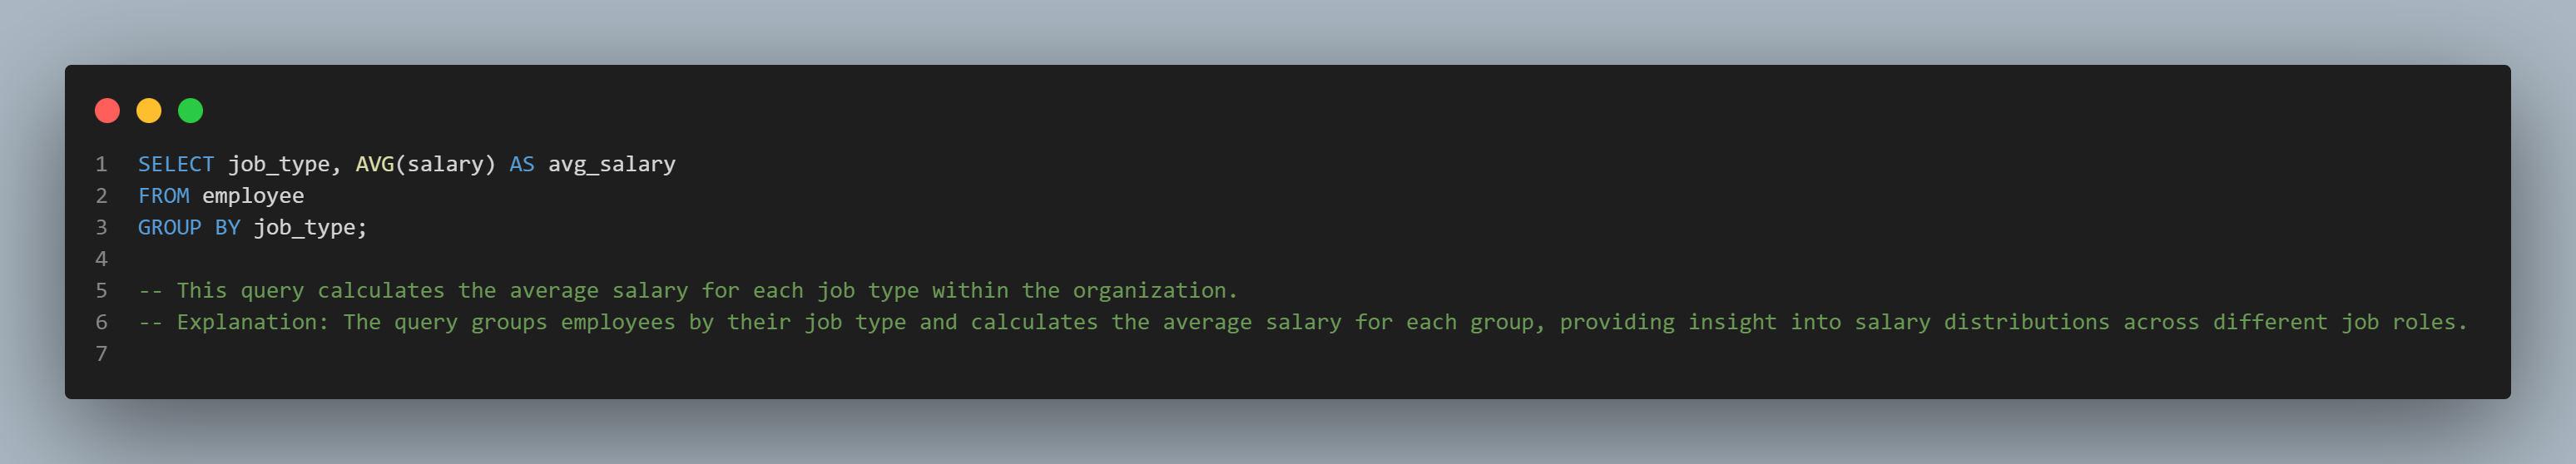 1 SELECT job_type, AVG(salary) AS avg_salary
2 FROM employee
3 GROUP BY job_type;
4
5 -- This query calculates the average salary for each job type within the organization.
6 -- Explanation: The query groups employees by their job type and calculates the average salary for each group, providing insight into salary distributions across different job roles.
7